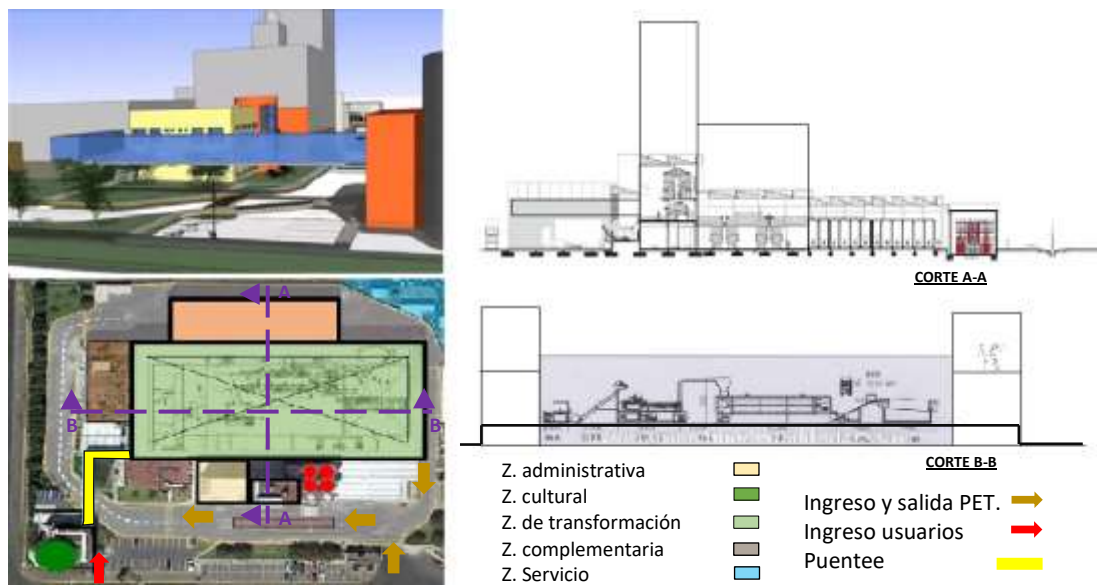 CORTE A-A
A
B
B
A
CORTE B-B
Z. administrativa
Z. cultural
Z. de transformación
Z. complementaria
Z. Servicio
Ingreso y salida PET.
Ingreso usuarios
Puentee